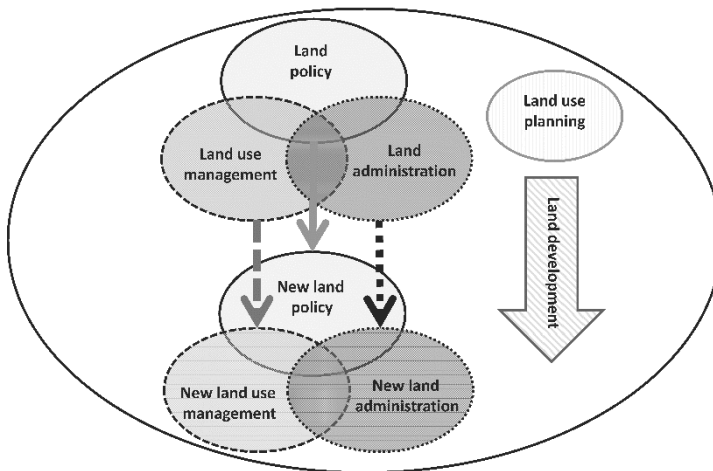 Land
policy
Land use
management
Land
administration
Land use
planning
Land development
New land
policy
New land use
management
New land
administration